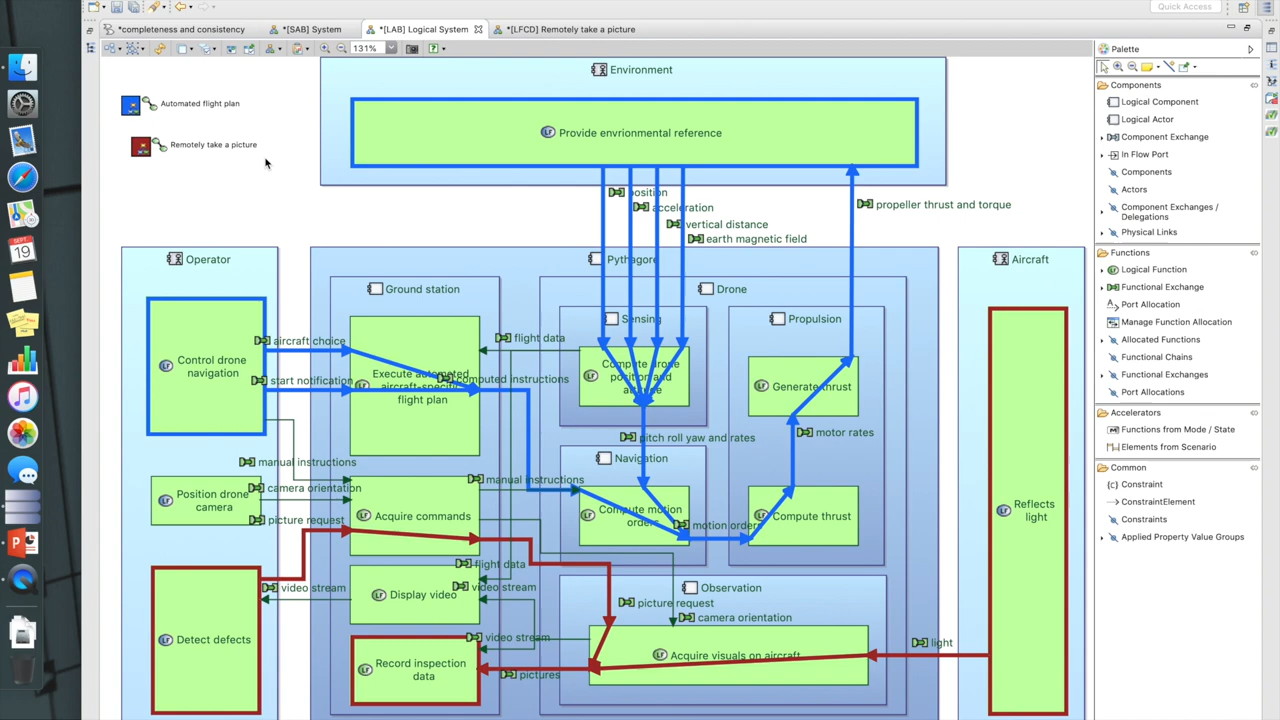 Quick Access
*completeness and consistency
*[SAB] System
*[LAB] Logical System
*[LFCD] Remotely take a picture
131%
Palette
Automated flight plan
Remotely take a picture
Environment
Provide envrionmental reference
position
acceleration
vertical distance
earth magnetic field
propeller thrust and torque
Operator
Pythagore
Aircraft
Ground station
Drone
Sensing
Propulsion
Control drone
navigation
aircraft choice
start notification
Execute automated
aircraft-specific
flight plan
flight data
computed instructions
Compute drone
position and
Generate thrust
pitch roll yaw and rates
motor rates
Navigation
manual instructions
manual instructions
Position drone
camera
camera orientation
picture request
Acquire commands
Compute motion
orders
motion orders
Compute thrust
Reflects
light
flight data
video stream
video stream
Display video
Observation
picture request
camera orientation
Detect defects
video stream
Record inspection
data
pictures
Acquire visuals on aircraft
light
Components
Logical Component
Logical Actor
Component Exchange
In Flow Port
Components
Actors
Component Exchanges /
Delegations
Physical Links
Functions
Logical Function
Functional Exchange
Port Allocation
Manage Function Allocation
Allocated Functions
Functional Chains
Functional Exchanges
Port Allocations
Accelerators
Functions from Mode / State
Elements from Scenario
Common
Constraint
ConstraintElement
Constraints
Applied Property Value Groups
SEPT.
19